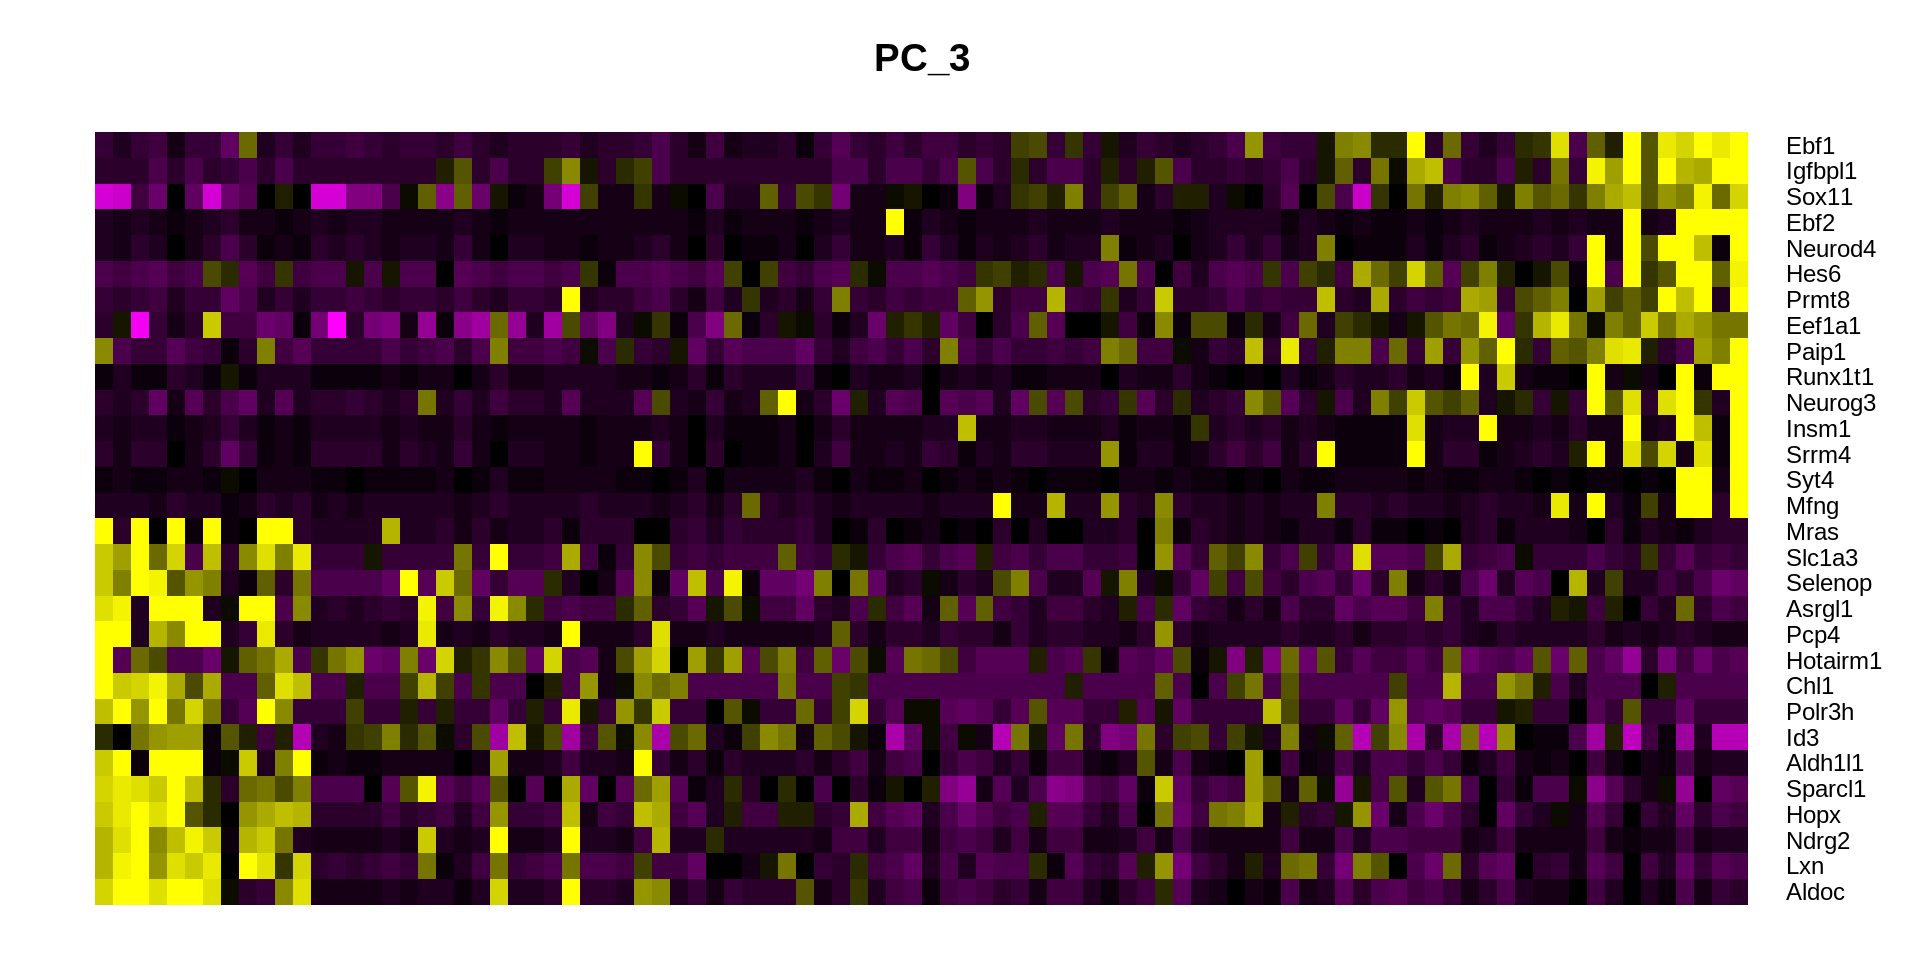 PC_3
Ebf1
Igfbpl1
Sox11
Ebf2
Neurod4
Hes6
Prmt8
Eef1a1
Paip1
Runx1t1
Neurog3
Insm1
Srrm4
Syt4
Mfng
Mras
Slc1a3
Selenop
Asrgl1
Pcp4
Hotairm1
Chl1
Polr3h
Id3
Aldh1l1
Sparcl1
Hopx
Ndrg2
Lxn
Aldoc